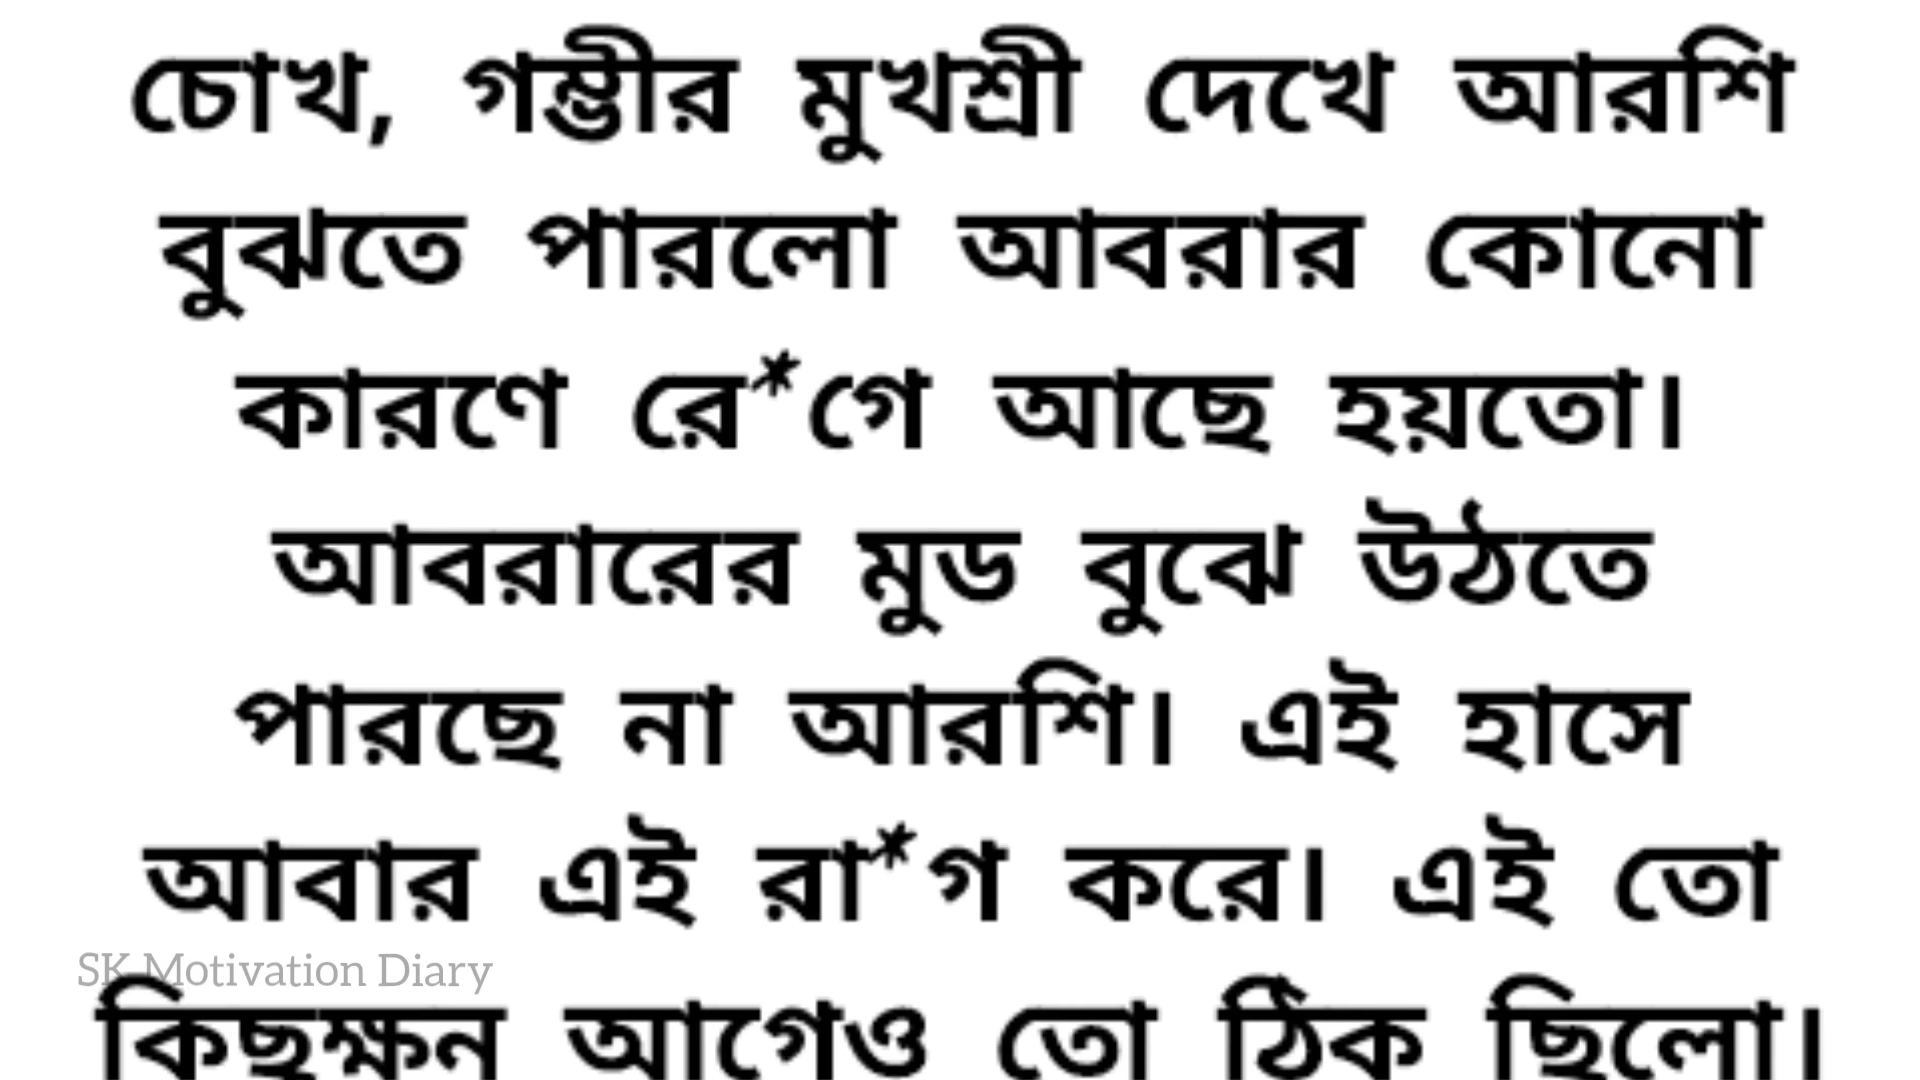 চোখ, গম্ভীর মুখশ্রী দেখে আরশি
বুঝতে পারলো আবরার কোনো
কারণে রে*গে আছে হয়তো।
আবরারের মুড বুঝে উঠতে
পারছে না আরশি। এই হাসে
আবার এই রা*গ করে। এই তো
SK Motivation Diary
কিছুক্ষন আগেও তো ঠিক ছিলো।